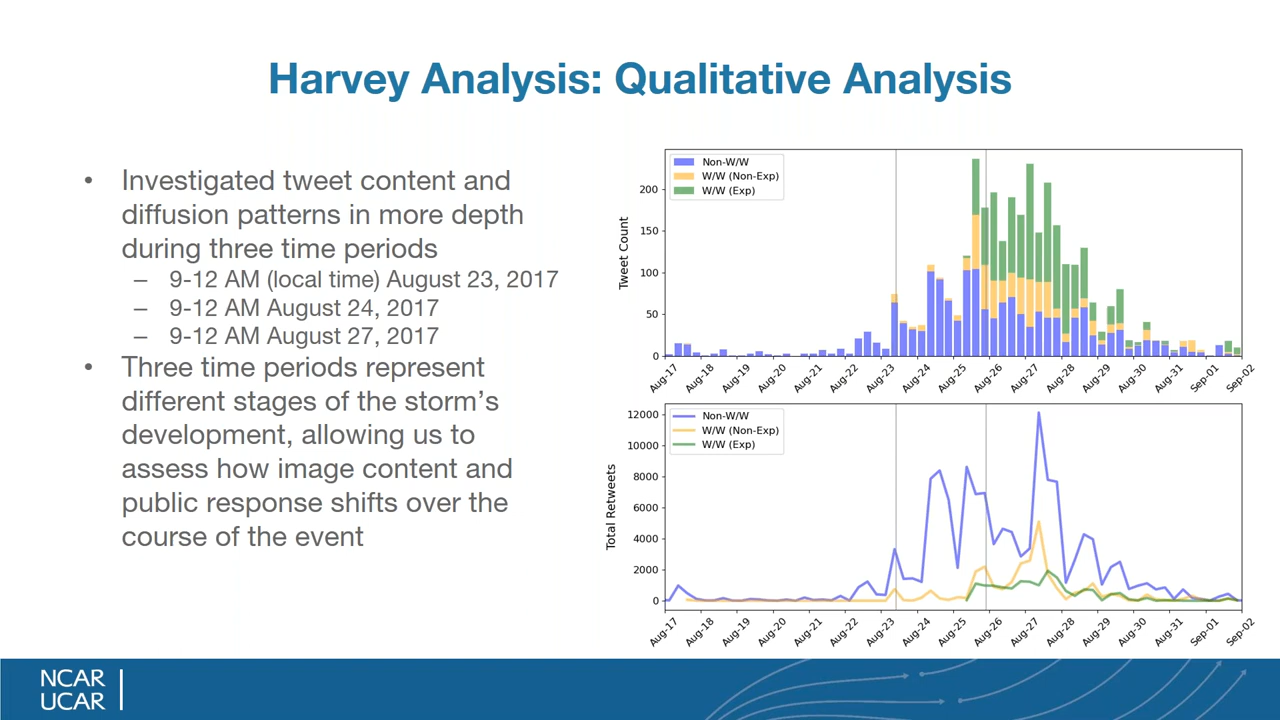 Harvey Analysis: Qualitative Analysis
• Investigated tweet content and
diffusion patterns in more depth
during three time periods
– 9-12 AM (local time) August 23, 2017
– 9-12 AM August 24, 2017
– 9-12 AM August 27, 2017
• Three time periods represent
different stages of the storm’s
development, allowing us to
assess how image content and
public response shifts over the
course of the event
Non-W/W
W/W (Non-Exp)
W/W (Exp)
Tweet Count
200
150
100
50
0
Aug-17 Aug-18 Aug-19 Aug-20 Aug-21 Aug-22 Aug-23 Aug-24 Aug-25 Aug-26 Aug-27 Aug-28 Aug-29 Aug-30 Aug-31 Sep-01 Sep-02
Non-W/W
W/W (Non-Exp)
W/W (Exp)
Total Retweets
12000
10000
8000
6000
4000
2000
0
Aug-17 Aug-18 Aug-19 Aug-20 Aug-21 Aug-22 Aug-23 Aug-24 Aug-25 Aug-26 Aug-27 Aug-28 Aug-29 Aug-30 Aug-31 Sep-01 Sep-02
NCAR
UCAR